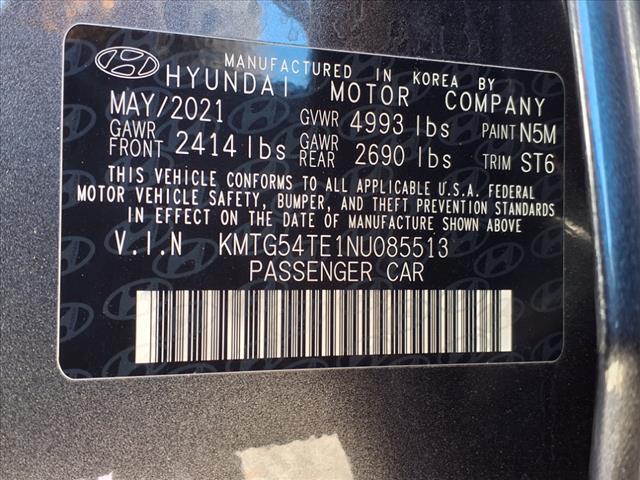 MANUFACTURED IN KOREA BY
HYUNDAI MOTOR COMPANY
MAY/2021 GVWR 4993 lbs PAINT N5M
GAWR FRONT 2414 lbs GAWR REAR 2690 lbs TRIM ST6
THIS VEHICLE CONFORMS TO ALL APPLICABLE U.S.A. FEDERAL
MOTOR VEHICLE SAFETY, BUMPER, AND THEFT PREVENTION STANDARDS
IN EFFECT ON THE DATE OF MANUFACTURE SHOWN ABOVE.
V.I.N KMTG54TE1NU085513
PASSENGER CAR